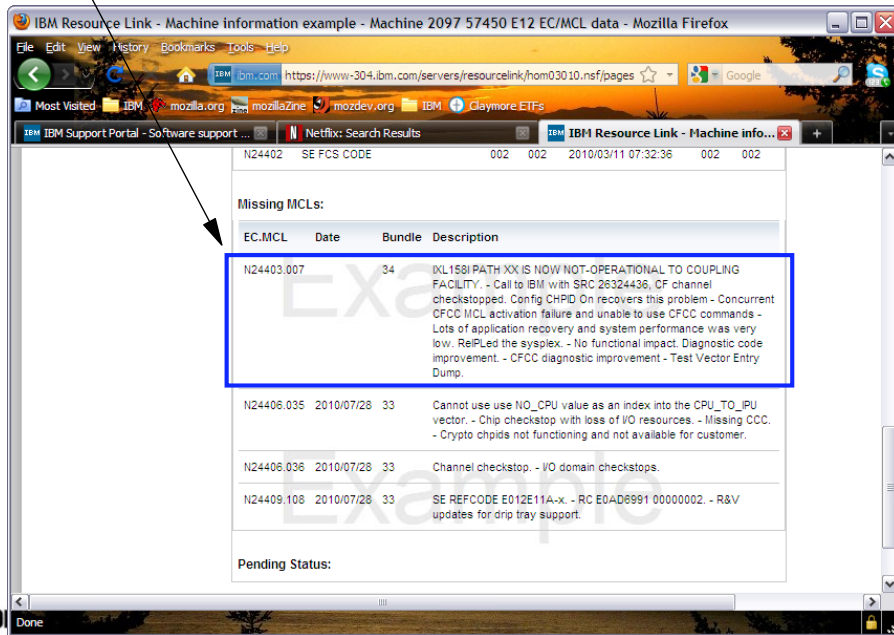 IBM Resource Link - Machine information example - Machine 2097 57450 E12 EC/MCL data - Mozilla Firefox
File Edit View History Bookmarks Tools Help
IBM ibm.com https://www-304.ibm.com/servers/resourcelink/hom03010.nsf/pages Google
Most Visited IBM mozilla.org mozillaZine mozdev.org IBM Claymore ETFs
IBM IBM Support Portal - Software support ... N Netflix: Search Results IBM IBM Resource Link - Machine info...
N24402 SE FCS CODE 002 002 2010/03/11 07:32:36 002 002
Missing MCLs:
EC.MCL Date Bundle Description
N24403.007 34 IXL158I PATH XX IS NOW NOT-OPERATIONAL TO COUPLING
FACILITY. - Call to IBM with SRC 26324436, CF channel
checkstopped. Config CHPID On recovers this problem - Concurrent
CFCC MCL activation failure and unable to use CFCC commands -
Lots of application recovery and system performance was very
low. ReIPLed the sysplex. - No functional impact. Diagnostic code
improvement. - CFCC diagnostic improvement - Test Vector Entry
Dump.
Example
N24406.035 2010/07/28 33 Cannot use use NO_CPU value as an index into the CPU_TO_IPU
vector. - Chip checkstop with loss of I/O resources. - Missing CCC.
- Crypto chpids not functioning and not available for customer.
N24406.036 2010/07/28 33 Channel checkstop. - I/O domain checkstops.
N24409.108 2010/07/28 33 SE REFCODE E012E11A-x. - RC E0AD6991 00000002. - R&V
updates for drip tray support.
Example
Pending Status:
Done